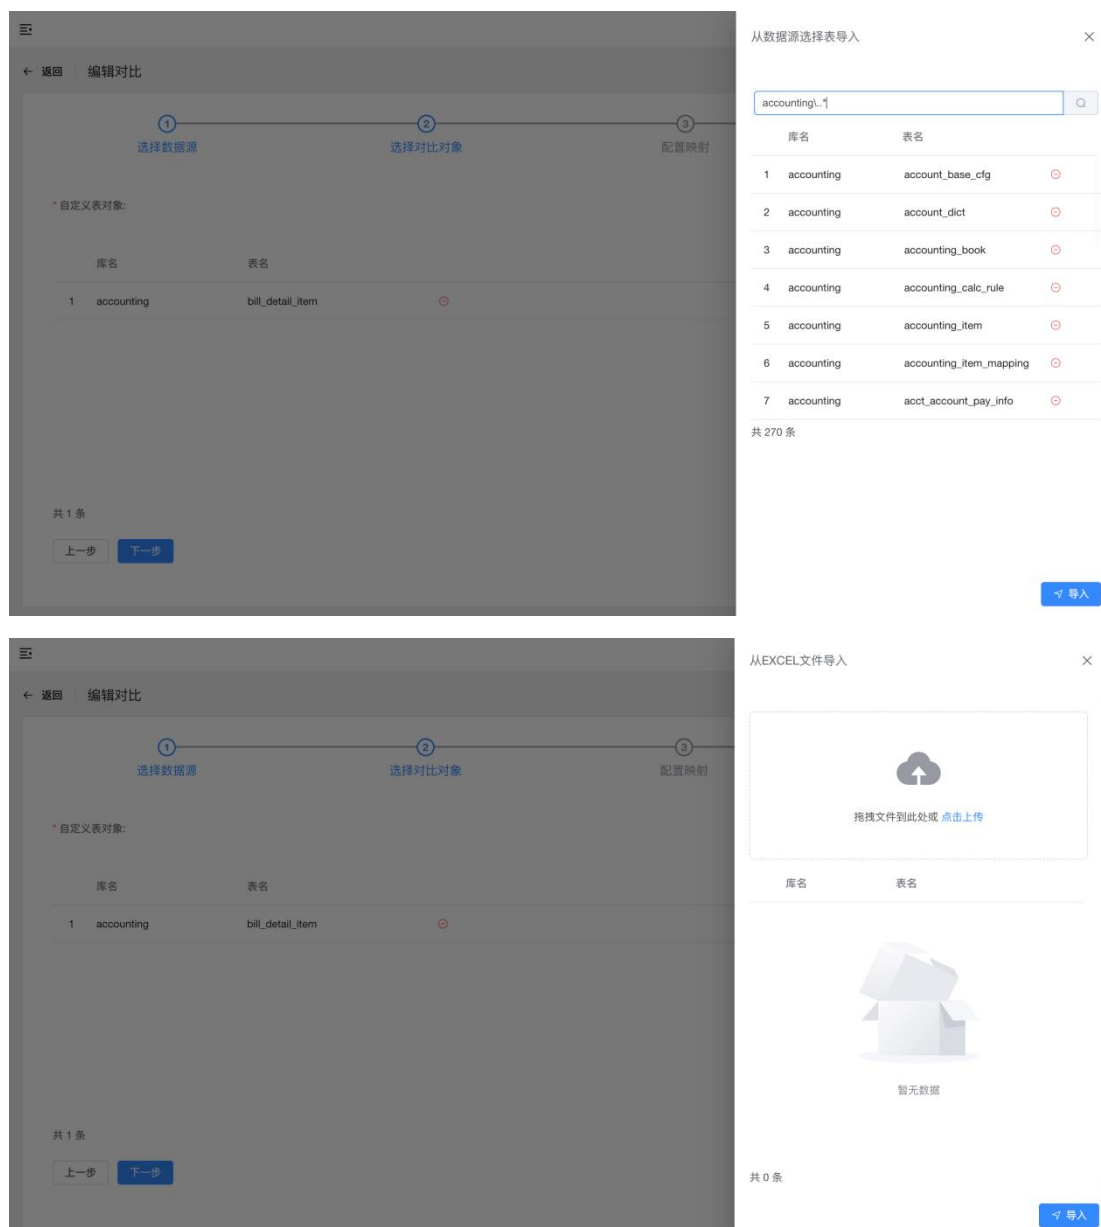 从数据源选择表导入
← 返回 编辑对比
accounting\..*
1 2 3
选择数据源 选择对比对象 配置映射
库名 表名
1 accounting account_base_cfg
2 accounting account_dict
3 accounting accounting_book
4 accounting accounting_calc_rule
5 accounting accounting_item
6 accounting accounting_item_mapping
7 accounting acct_account_pay_info
共 270 条
* 自定义表对象:
库名 表名
1 accounting bill_detail_item
共 1 条
上一步 下一步
导入
从EXCEL文件导入
← 返回 编辑对比
1 2 3
选择数据源 选择对比对象 配置映射
拖拽文件到此处或 点击上传
* 自定义表对象:
库名 表名
1 accounting bill_detail_item
库名 表名
暂无数据
共 1 条
上一步 下一步
共 0 条
导入